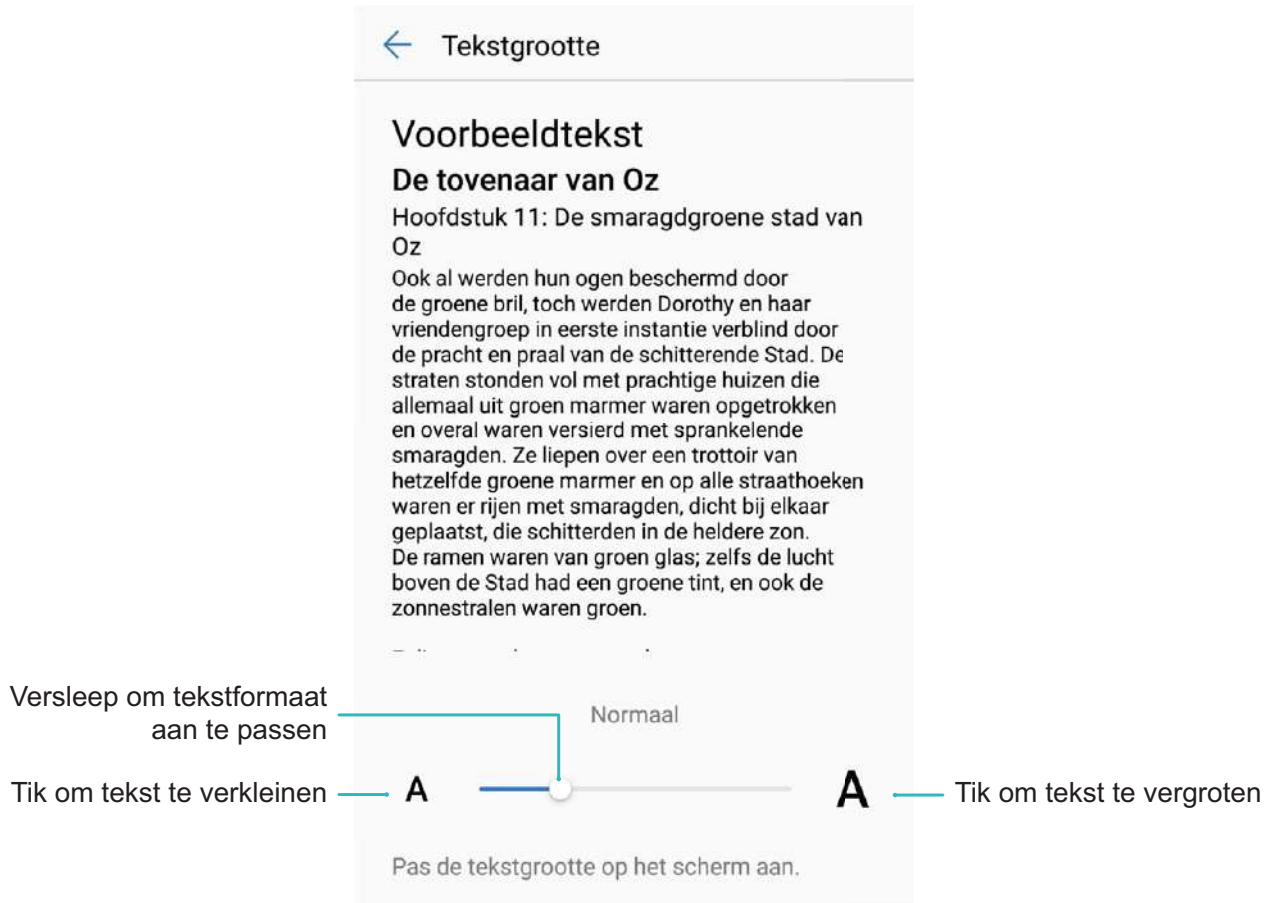 Tekstgrootte
Voorbeeldtekst
De tovenaar van Oz
Hoofdstuk 11: De smaragdgroene stad van
Oz
Ook al werden hun ogen beschermd door
de groene bril, toch werden Dorothy en haar
vriendengroep in eerste instantie verblind door
de pracht en praal van de schitterende Stad. De
straten stonden vol met prachtige huizen die
allemaal uit groen marmer waren opgetrokken
en overal waren versierd met sprankelende
smaragden. Ze liepen over een trottoir van
hetzelfde groene marmer en op alle straathoeken
waren er rijen met smaragden, dicht bij elkaar
geplaatst, die schitterden in de heldere zon.
De ramen waren van groen glas; zelfs de lucht
boven de Stad had een groene tint, en ook de
zonnestralen waren groen.
Versleep om tekstformaat
aan te passen
Normaal
Tik om tekst te verkleinen
A
A
Tik om tekst te vergroten
Pas de tekstgrootte op het scherm aan.